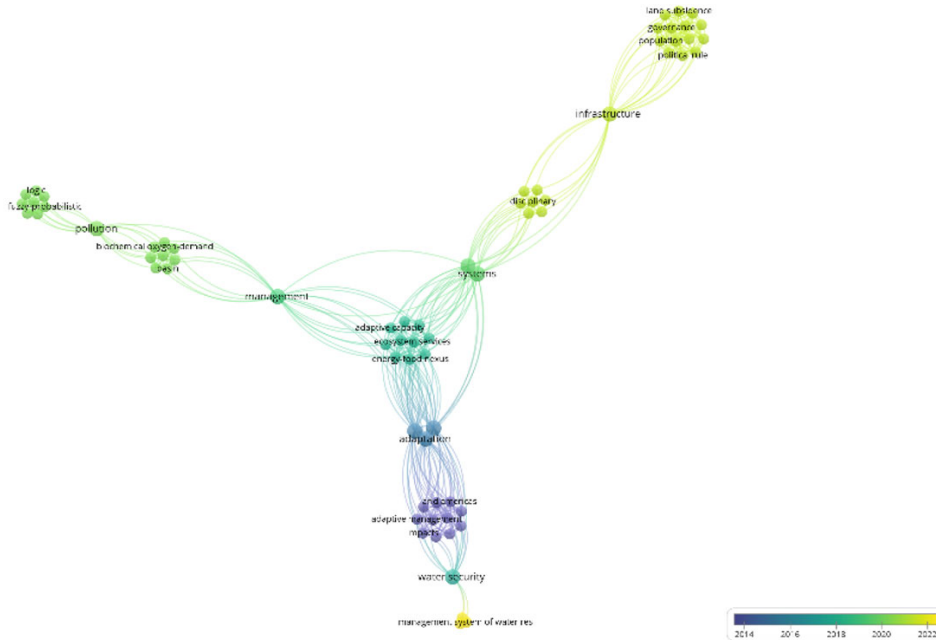 land subsidence
governance
population
political rule
infrastructure
logic
fuzzy-probabilistic
disciplinary
pollution
biochemical oxygen-demand
basin
systems
management
adaptive capacity
ecosystem services
energy-food nexus
adaptation
and americas
adaptive management
impacts
water security
management system of water res
2014 2016 2018 2020 2022